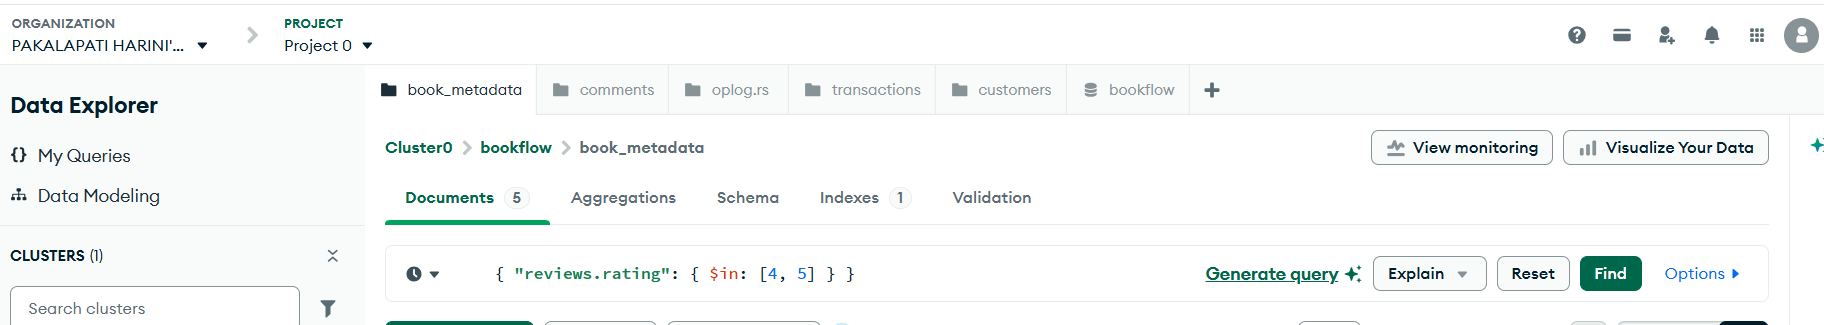 ORGANIZATION
PAKALAPATI HARINI'...
PROJECT
Project 0
Data Explorer
My Queries
Data Modeling
CLUSTERS (1)
Search clusters
book_metadata
comments
oplog.rs
transactions
customers
bookflow
Cluster0 > bookflow > book_metadata
View monitoring
Visualize Your Data
Documents 5
Aggregations
Schema
Indexes 1
Validation
{ "reviews.rating": { $in: [4, 5] } }
Generate query
Explain
Reset
Find
Options